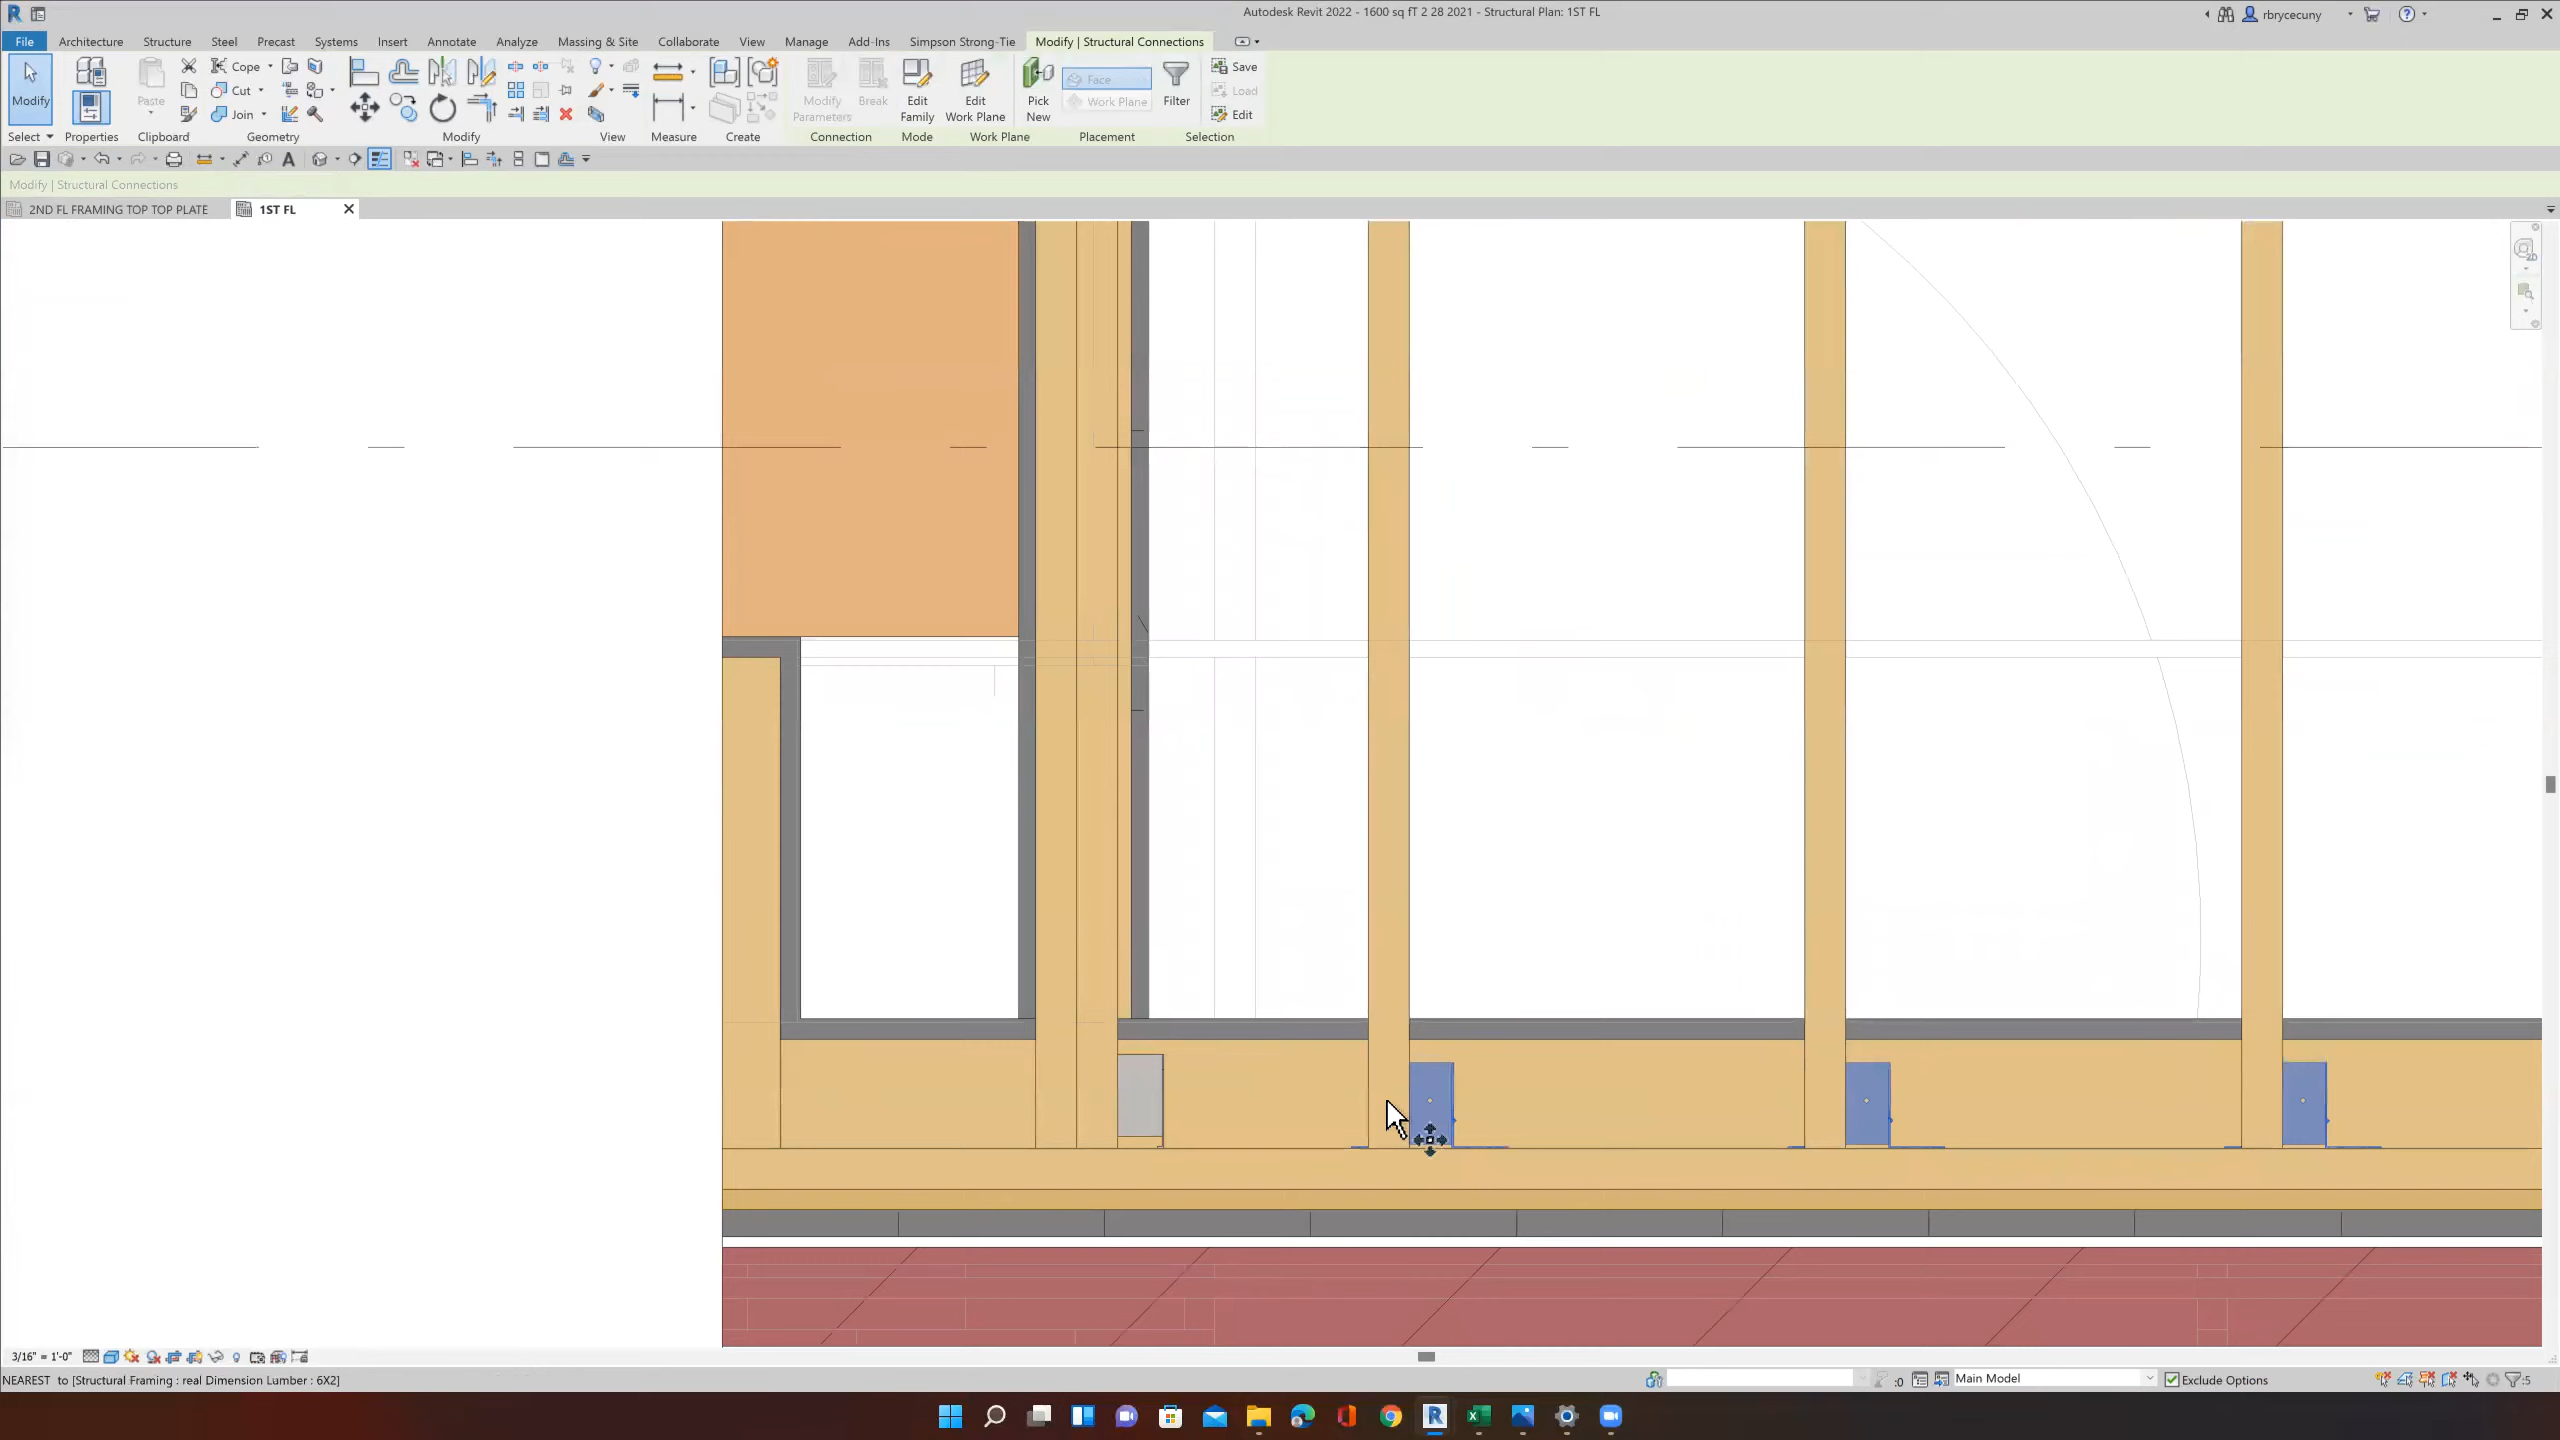 Autodesk Revit 2022 - 1600 sq fT 2 28 2021 - Structural Plan: 1ST FL
rbrycecuny
File Architecture Structure Steel Precast Systems Insert Annotate Analyze Massing & Site Collaborate View Manage Add-Ins Simpson Strong-Tie Modify | Structural Connections
Modify
Paste
Cope
Cut
Join
Modify Parameters
Break
Edit Family
Edit Work Plane
Pick New
Face
Work Plane
Filter
Save
Load
Edit
Select Properties Clipboard Geometry Modify View Measure Create Connection Mode Work Plane Placement Selection
Modify | Structural Connections
2ND FL FRAMING TOP TOP PLATE
1ST FL
2D
3/16" = 1'-0"
NEAREST to [Structural Framing : real Dimension Lumber : 6X2]
:0
Main Model
Exclude Options
:5